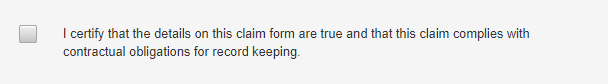 I certify that the details on this claim form are true and that this claim complies with
contractual obligations for record keeping.